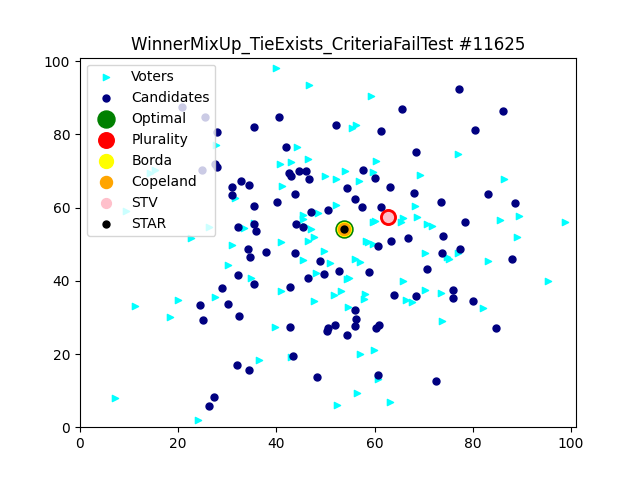 WinnerMixUp_TieExists_CriteriaFailTest #11625
100
80
60
40
20
0
0
20
40
60
80
100
Voters
Candidates
Optimal
Plurality
Borda
Copeland
STV
STAR